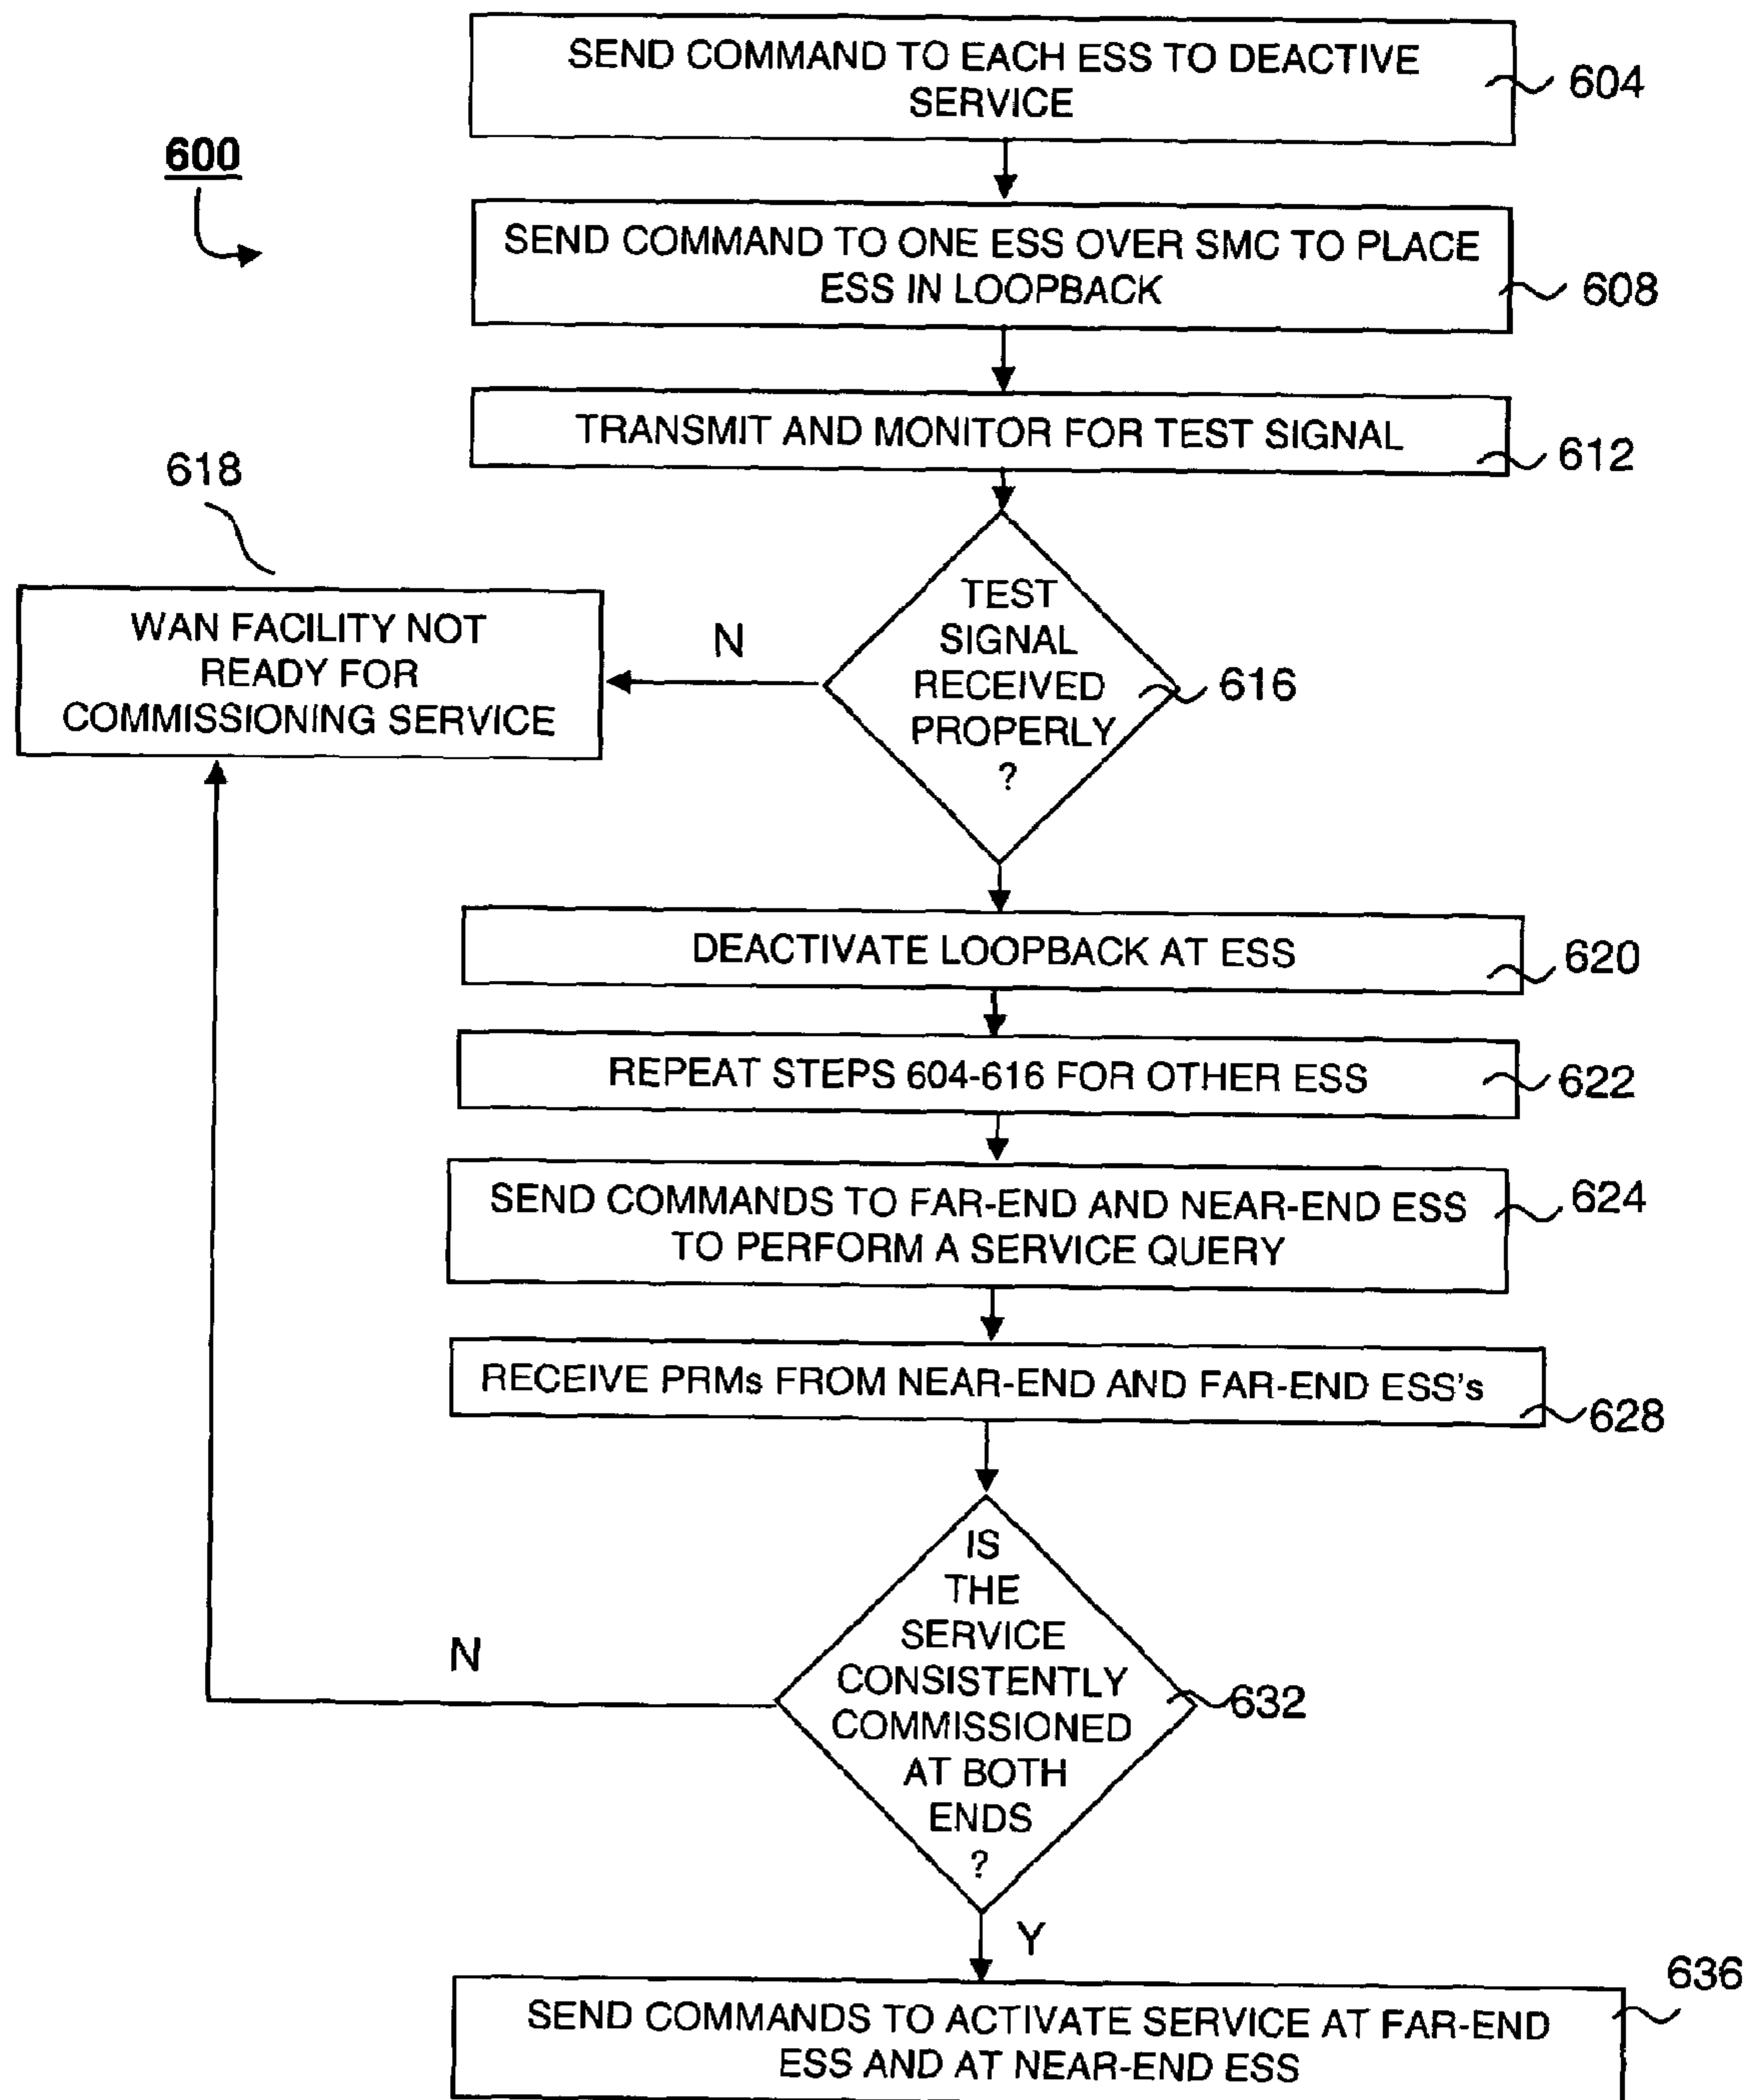 SEND COMMAND TO EACH ESS TO DEACTIVE
SERVICE
604
600
SEND COMMAND TO ONE ESS OVER SMC TO PLACE
ESS IN LOOPBACK
608
TRANSMIT AND MONITOR FOR TEST SIGNAL
612
618
WAN FACILITY NOT
READY FOR
COMMISSIONING SERVICE
N
TEST
SIGNAL
RECEIVED
PROPERLY
?
616
DEACTIVATE LOOPBACK AT ESS
620
REPEAT STEPS 604-616 FOR OTHER ESS
622
SEND COMMANDS TO FAR-END AND NEAR-END ESS
TO PERFORM A SERVICE QUERY
624
RECEIVE PRMs FROM NEAR-END AND FAR-END ESS's
628
IS
THE
SERVICE
CONSISTENTLY
COMMISSIONED
AT BOTH
ENDS
?
632
N
Y
636
SEND COMMANDS TO ACTIVATE SERVICE AT FAR-END
ESS AND AT NEAR-END ESS